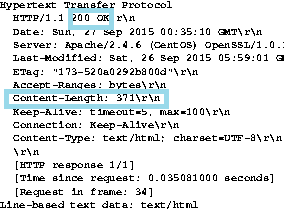 Hypertext Transfer Protocol
HTTP/1.1 200 OK\r\n
Date: Sun, 27 Sep 2015 00:35:10 GMT\r\n
Server: Apache/2.4.6 (CentOS) OpenSSL/1.0.
Last-Modified: Sat, 26 Sep 2015 05:59:01 G
ETag: "173-520a0292b800d"\r\n
Accept-Ranges: bytes\r\n
Content-Length: 371\r\n
Keep-Alive: timeout=5, max=100\r\n
Connection: Keep-Alive\r\n
Content-Type: text/html; charset=UTF-8\r\n
\r\n
[HTTP response 1/1]
[Time since request: 0.035081000 seconds]
[Request in frame: 34]
Line-based text data: text/html